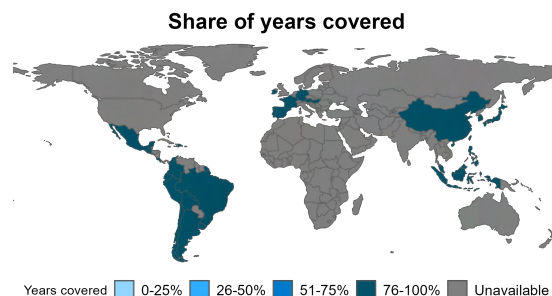 Share of years covered
Years covered 0-25% 26-50% 51-75% 76-100% Unavailable